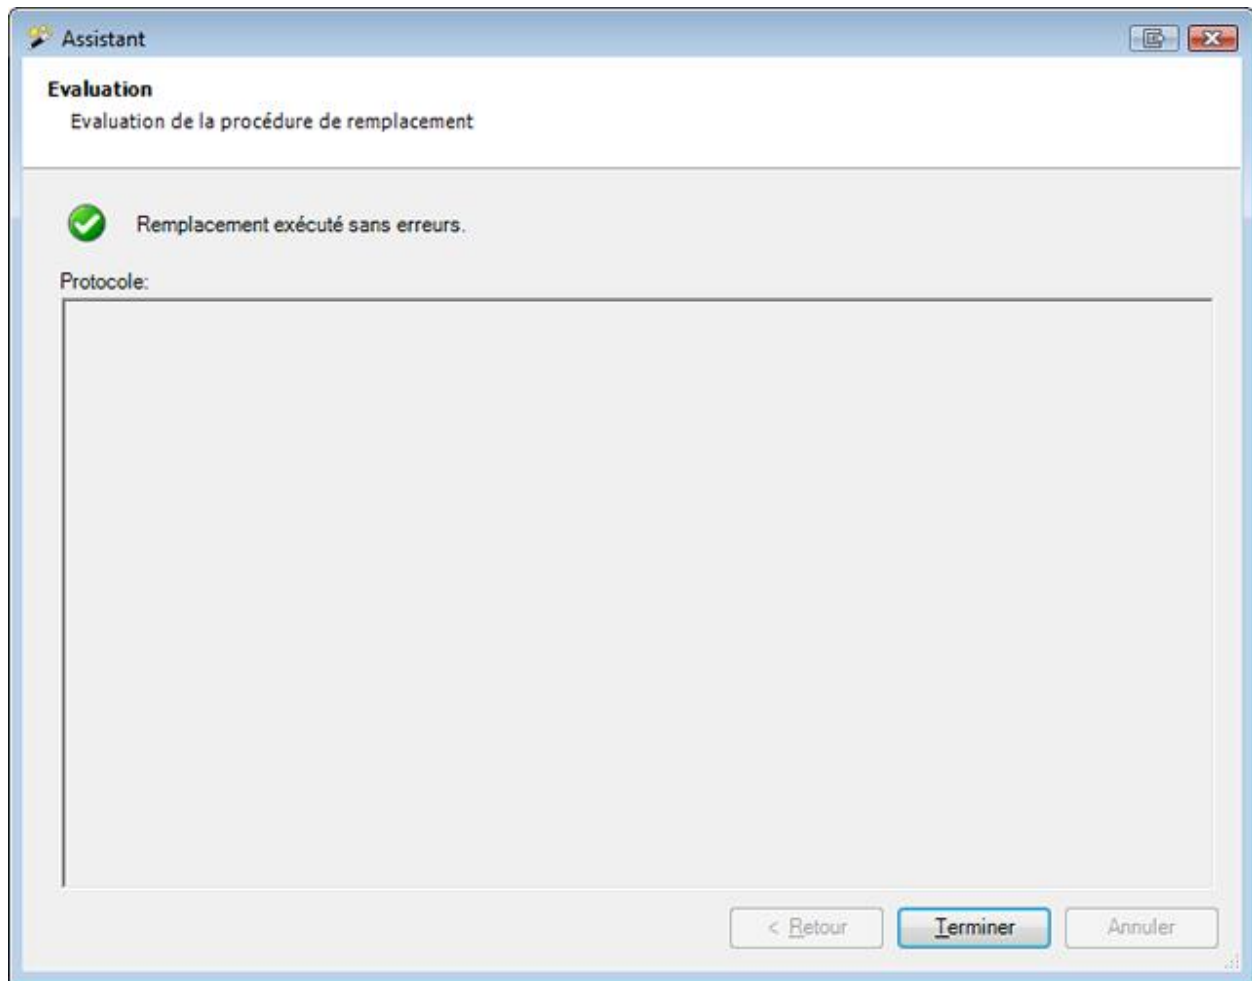 Assistant
Evaluation
Evaluation de la procédure de remplacement
Remplacement exécuté sans erreurs.
Protocole:
< Retour Terminer Annuler